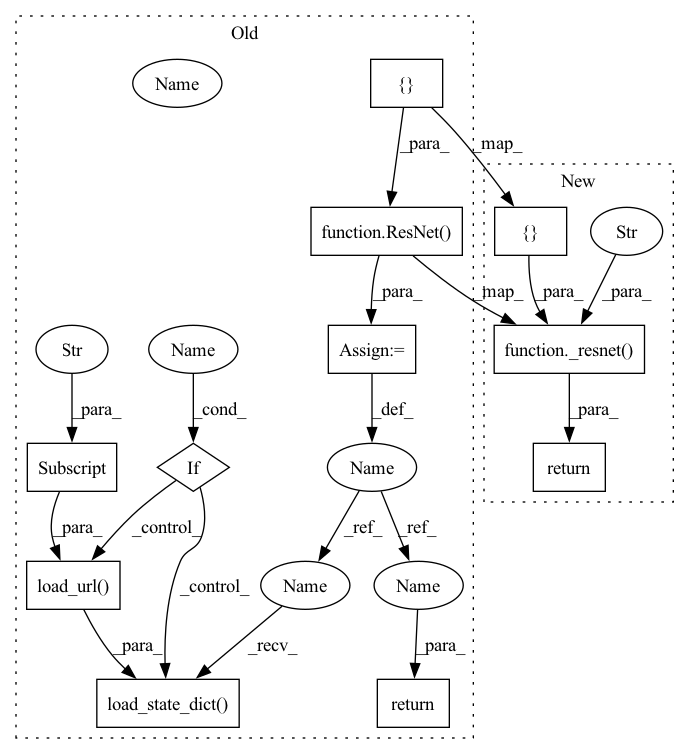 Old
Name
{}
_para_
_map_
New
function.ResNet()
{}
Str
_para_
_map_
_para_
_para_
Str
Name
Assign:=
function._resnet()
_para_
_cond_
_def_
_para_
Subscript
If
Name
return
_para_
_control_
_ref_
_ref_
load_url()
_control_
Name
Name
_para_
_recv_
_para_
load_state_dict()
return